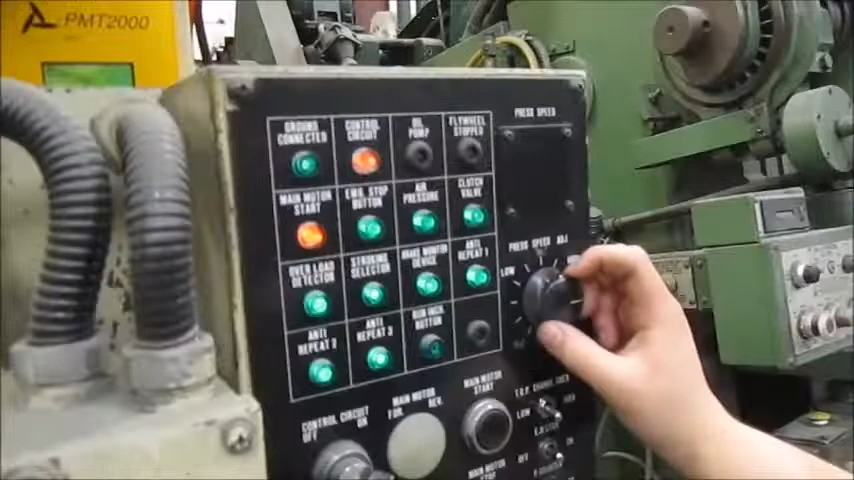 PMT2000
GROUND
CONNECTED
CONTROL
CIRCUIT
OIL
PUMP
FLYWHEEL
STOPPED
PRESS SPEED
MAIN MOTOR
START
EMR STOP
BUTTON
AIR
PRESSURE
CLUTCH
VALVE
OVER LOAD
DETECTOR
STROKING
SELECTOR
BRAKE MONITOR
DEVICE
ANTI
REPEAT 1
PRESS SPEED ADJ
LOW
ANTI
REPEAT 2
ANTI
REPEAT 3
RUN INCH
BUTTON
CONTROL CIRCUIT
OFF ON
MAIN MOTOR
FOR. REV.
MAIN MOTOR
START
LOW
OFF
MAIN MOTOR